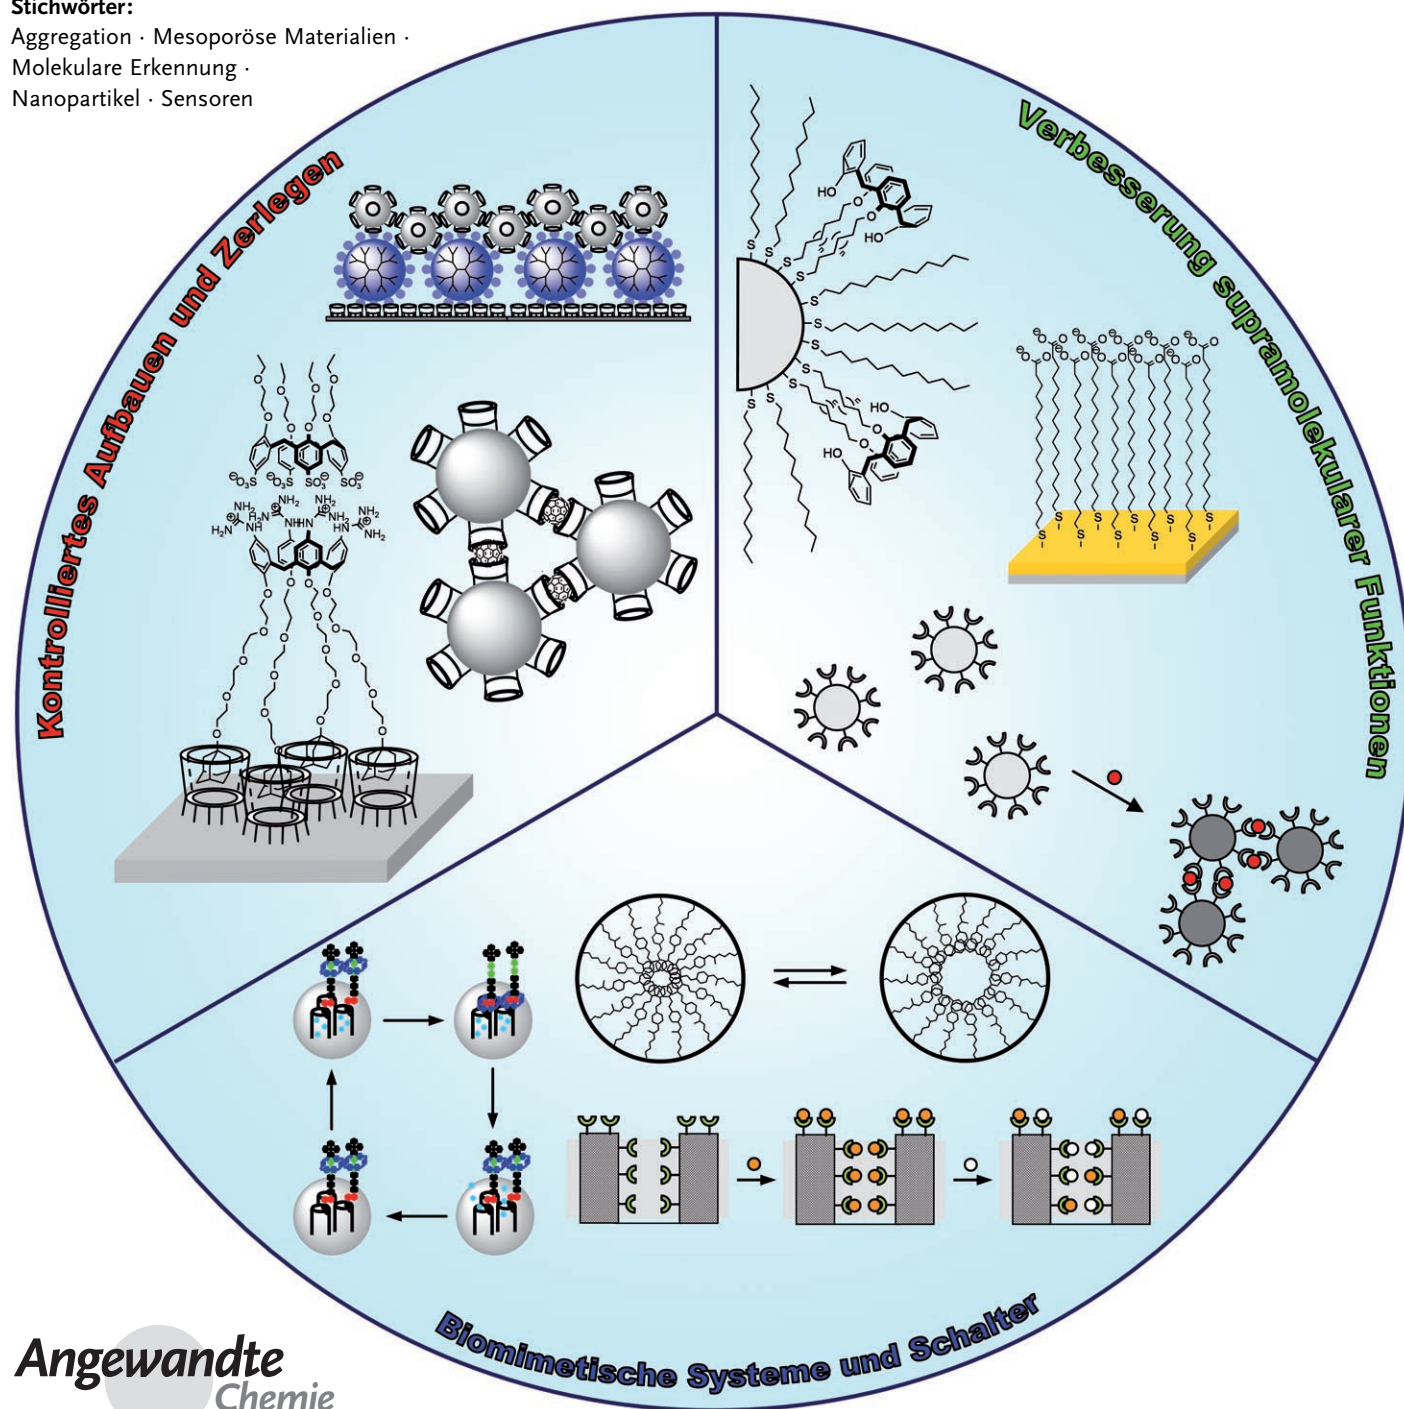 Stichwörter:
Aggregation · Mesoporöse Materialien ·
Molekulare Erkennung ·
Nanopartikel · Sensoren
Kontrolliertes Aufbauen und Zerlegen
Verbesserung supramolekularer Funktionen
Biomimetische Systeme und Schalter
Angewandte
Chemie